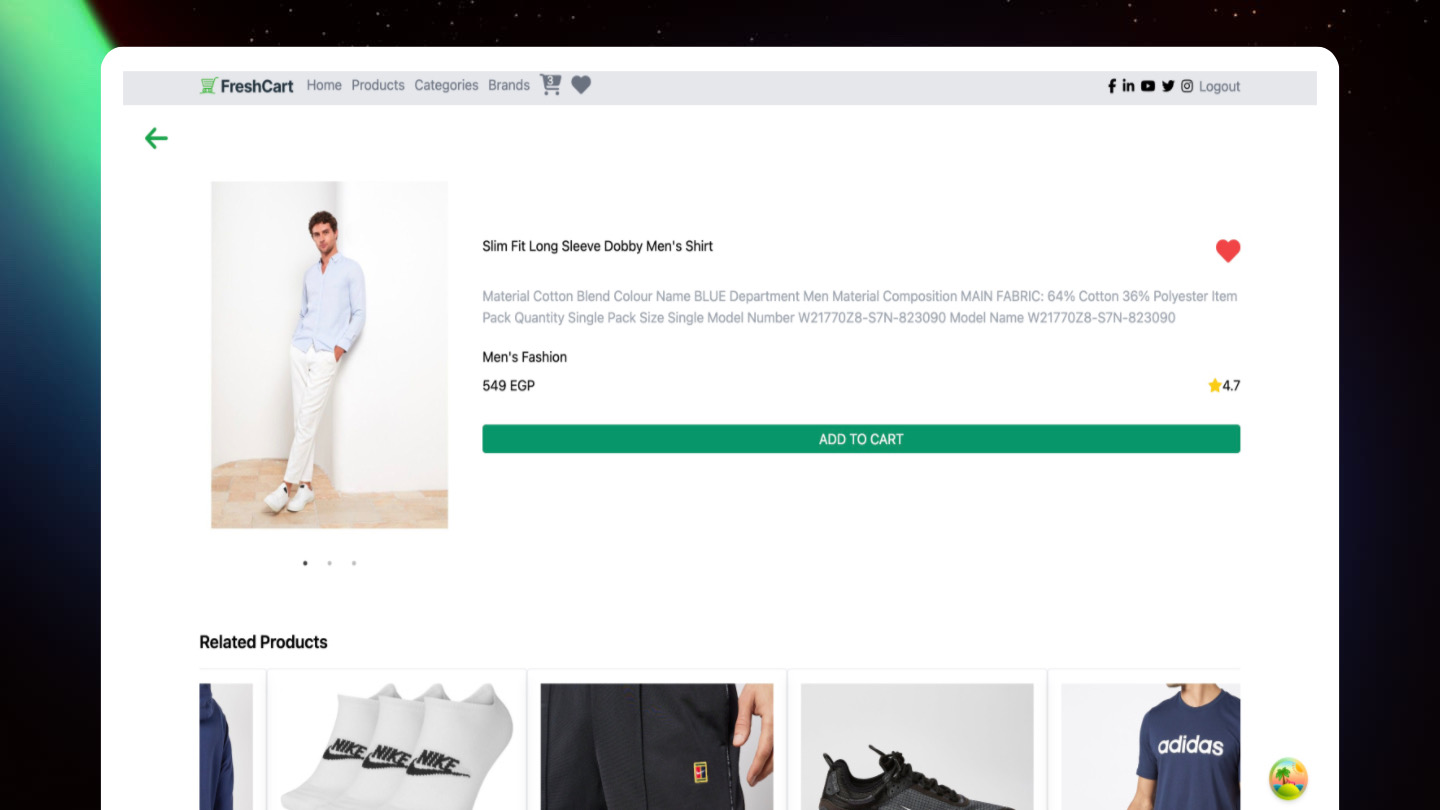 FreshCart Home Products Categories Brands 3 Logout
Slim Fit Long Sleeve Dobby Men's Shirt
Material Cotton Blend Colour Name BLUE Department Men Material Composition MAIN FABRIC: 64% Cotton 36% Polyester Item
Pack Quantity Single Pack Size Single Model Number W21770Z8-S7N-823090 Model Name W21770Z8-S7N-823090
Men's Fashion
549 EGP 4.7
ADD TO CART
Related Products
NIKE NIKE NIKE
adidas